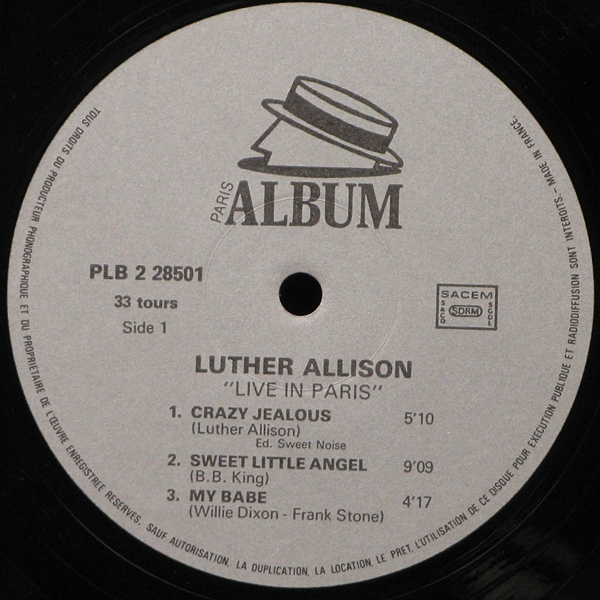 PARIS
ALBUM
PLB 2 28501
33 tours
Side 1
SACEM
SACD
SDRM
SGDL
LUTHER ALLISON
"LIVE IN PARIS"
1. CRAZY JEALOUS 5'10
(Luther Allison)
Ed. Sweet Noise
2. SWEET LITTLE ANGEL 9'09
(B.B. King)
3. MY BABE 4'17
(Willie Dixon - Frank Stone)
TOUS DROITS DU PRODUCTEUR PHONOGRAPHIQUE ET DU PROPRIETAIRE DE L'ŒUVRE ENREGISTREE RESERVES, SAUF AUTORISATION, LA DUPLICATION, LA LOCATION, LE PRET, L'UTILISATION DE CE DISQUE POUR EXECUTION PUBLIQUE ET RADIODIFFUSION SONT INTERDITS. - MADE IN FRANCE.